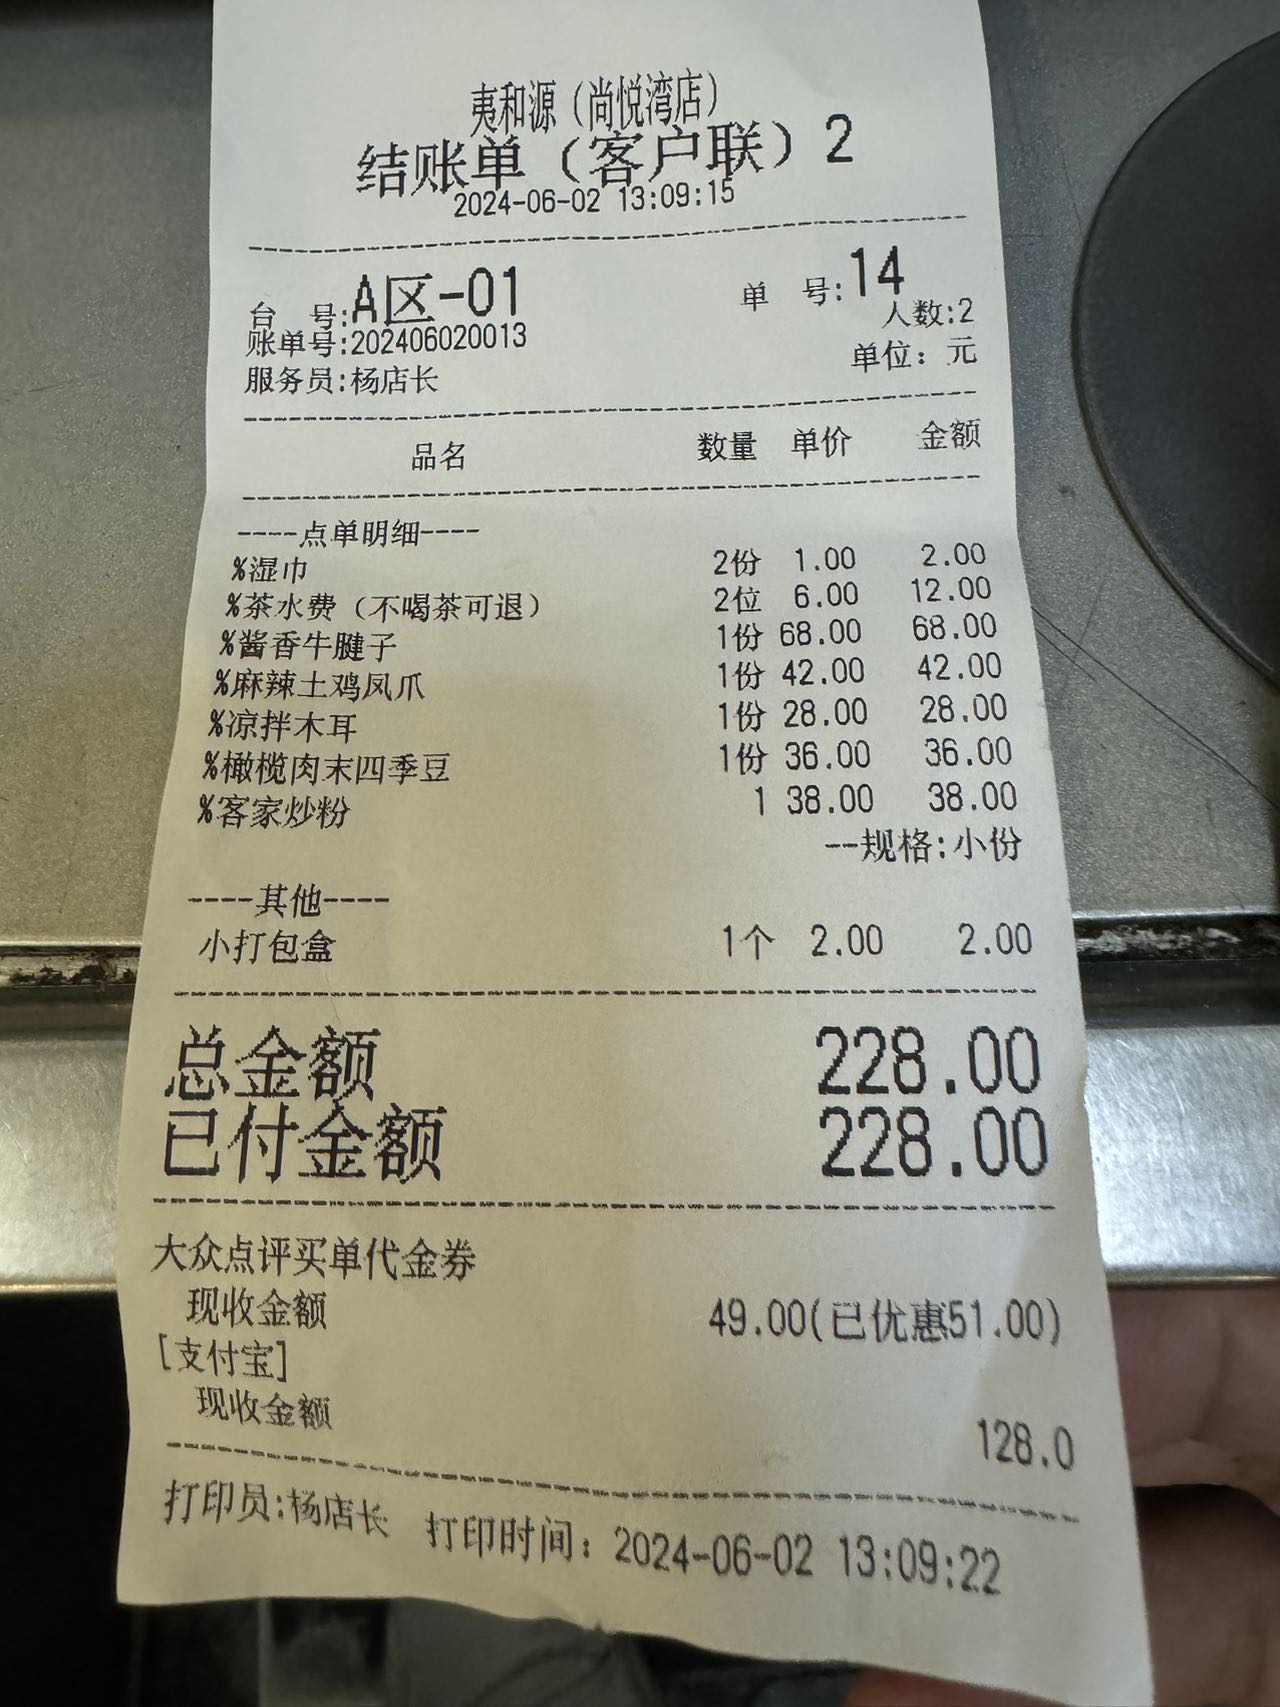 夷和源（尚悦湾店）
结账单（客户联）2
2024-06-02 13:09:15
台 号:A区-01 单 号:14
人数:2
账单号:202406020013
服务员:杨店长 单位：元
品名 数量 单价 金额
----点单明细----
%湿巾 2份 1.00 2.00
%茶水费（不喝茶可退） 2位 6.00 12.00
%酱香牛腱子 1份 68.00 68.00
%麻辣土鸡凤爪 1份 42.00 42.00
%凉拌木耳 1份 28.00 28.00
%橄榄肉末四季豆 1份 36.00 36.00
%客家炒粉 1 38.00 38.00
--规格:小份
----其他----
小打包盒 1个 2.00 2.00
总金额 228.00
已付金额 228.00
大众点评买单代金券
现收金额 49.00(已优惠51.00)
[支付宝]
现收金额 128.0
打印员:杨店长 打印时间：2024-06-02 13:09:22